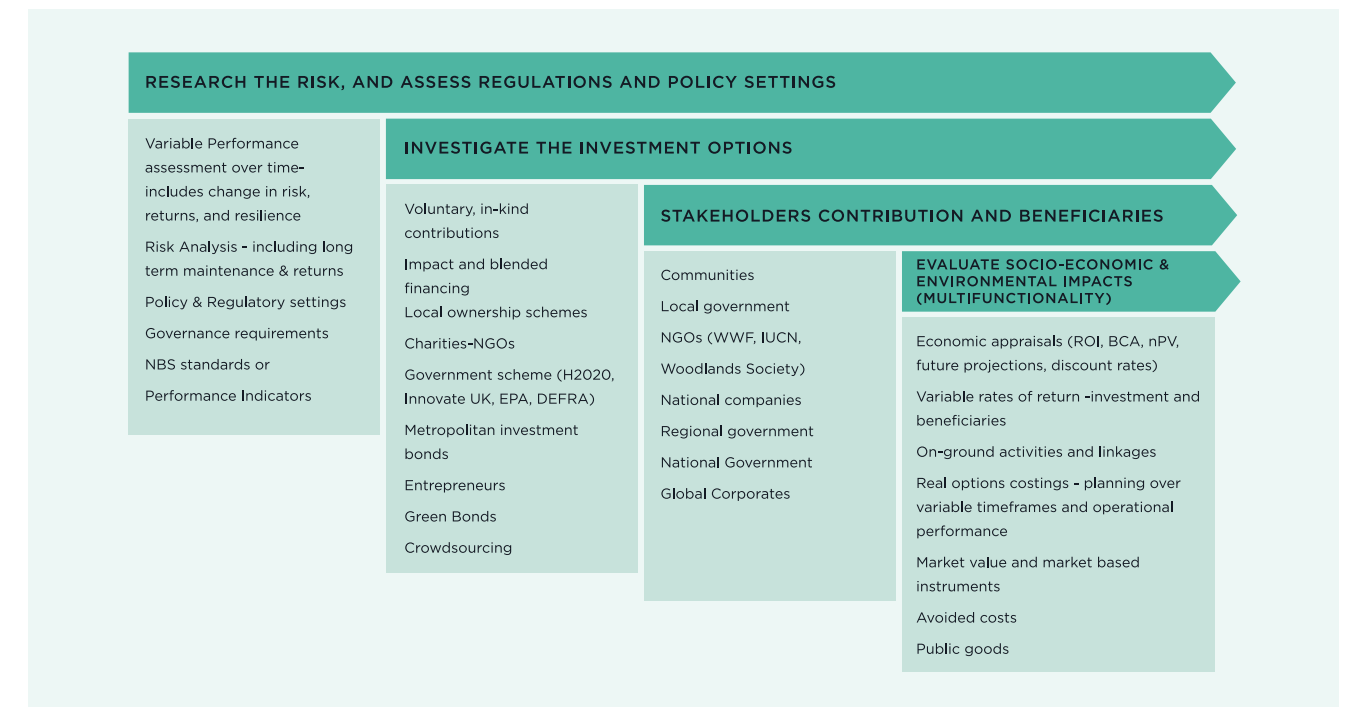 RESEARCH THE RISK, AND ASSESS REGULATIONS AND POLICY SETTINGS
Variable Performance
assessment over time-
includes change in risk,
returns, and resilience
Risk Analysis - including long
term maintenance & returns
Policy & Regulatory settings
Governance requirements
NBS standards or
Performance Indicators
INVESTIGATE THE INVESTMENT OPTIONS
Voluntary, in-kind
contributions
Impact and blended
financing
Local ownership schemes
Charities-NGOs
Government scheme (H2020,
Innovate UK, EPA, DEFRA)
Metropolitan investment
bonds
Entrepreneurs
Green Bonds
Crowdsourcing
STAKEHOLDERS CONTRIBUTION AND BENEFICIARIES
Communities
Local government
NGOs (WWF, IUCN,
Woodlands Society)
National companies
Regional government
National Government
Global Corporates
EVALUATE SOCIO-ECONOMIC &
ENVIRONMENTAL IMPACTS
(MULTIFUNCTIONALITY)
Economic appraisals (ROI, BCA, nPV,
future projections, discount rates)
Variable rates of return -investment and
beneficiaries
On-ground activities and linkages
Real options costings - planning over
variable timeframes and operational
performance
Market value and market based
instruments
Avoided costs
Public goods